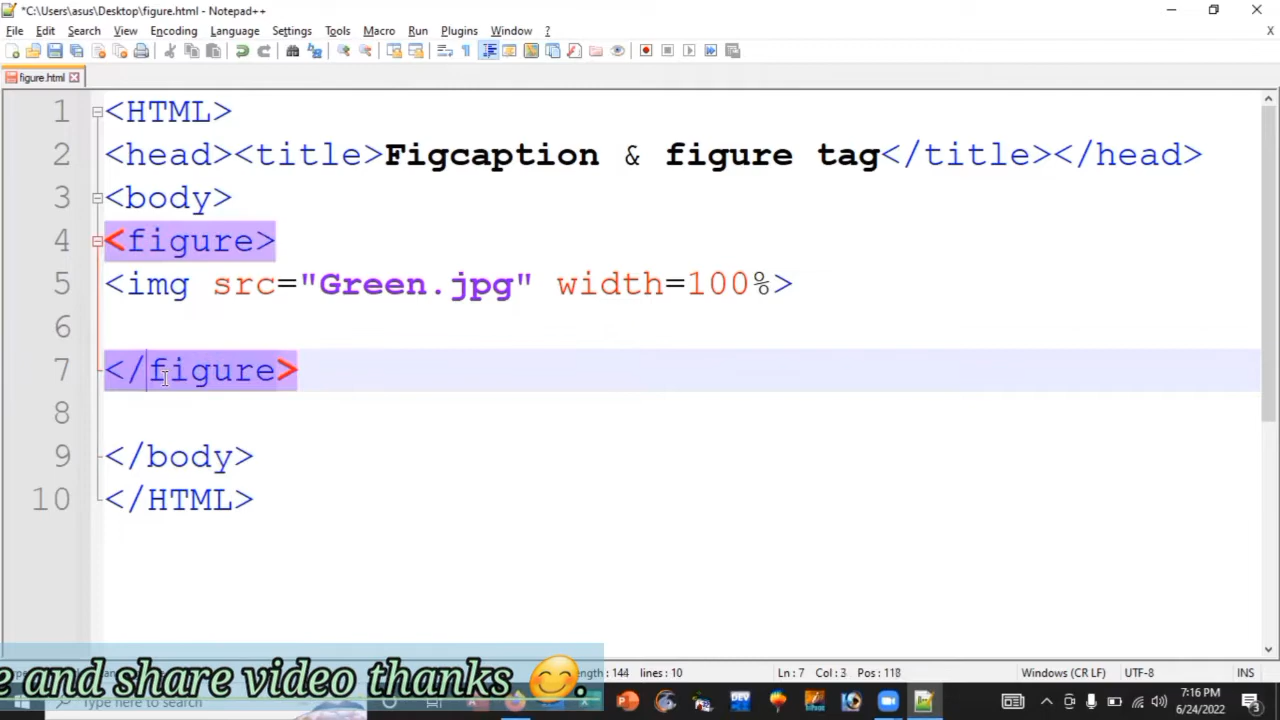 *C:\Users\asus\Desktop\figure.html - Notepad++
File Edit Search View Encoding Language Settings Tools Macro Run Plugins Window ? X
figure.html
1 <HTML>
2 <head><title>Figcaption & figure tag</title></head>
3 <body>
4 <figure>
5 <img src="Green.jpg" width=100%>
6
7 </figure>
8
9 </body>
10 </HTML>
e and share video thanks 😊.
length : 144 lines : 10 Ln : 7 Col : 3 Pos : 118 Windows (CR LF) UTF-8 INS
Type here to search
7:16 PM
6/24/2022